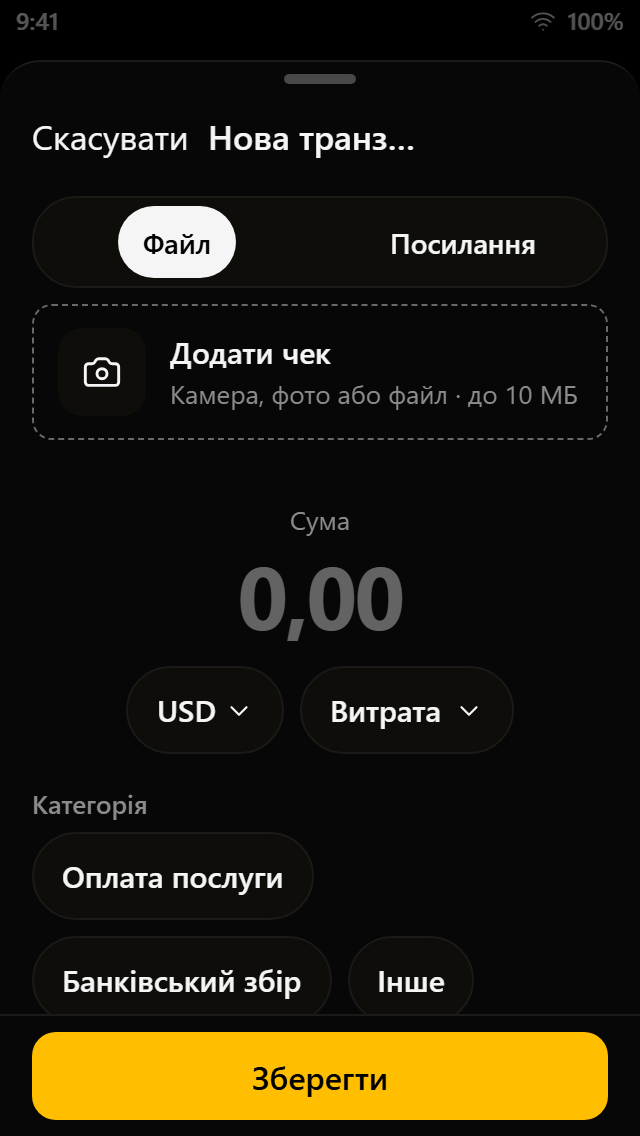 9:41 100%
Скасувати Нова транз...
Файл Посилання
Додати чек
Камера, фото або файл · до 10 МБ
Сума
0,00
USD Витрата
Категорія
Оплата послуги
Банківський збір Інше
Зберегти